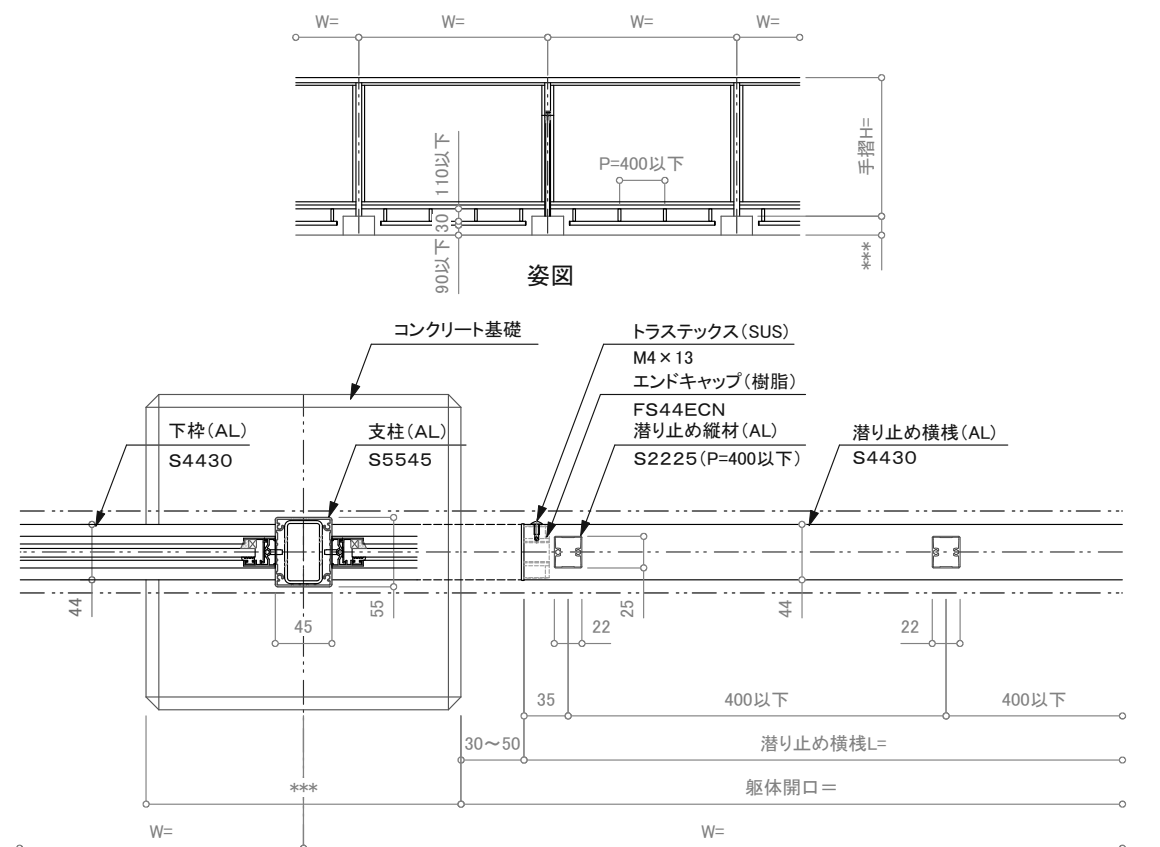 W=
W=
W=
W=
110以下
P=400以下
手摺H=
30
90以下
***
姿図
コンクリート基礎
トラステックス(SUS)
M4×13
エンドキャップ(樹脂)
FS44ECN
下枠(AL)
S4430
支柱(AL)
S5545
潜り止め縦材(AL)
S2225(P=400以下)
潜り止め横桟(AL)
S4430
44
45
55
25
22
44
22
35
400以下
400以下
30～50
潜り止め横桟L=
***
躯体開口=
W=
W=